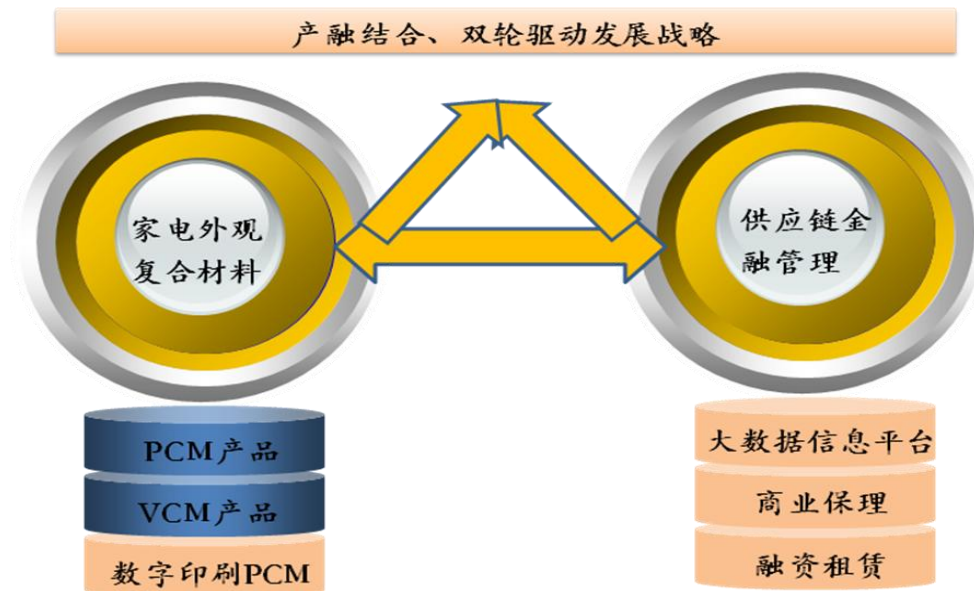 产融结合、双轮驱动发展战略
家电外观
复合材料
供应链金
融管理
PCM产品
VCM产品
数字印刷PCM
大数据信息平台
商业保理
融资租赁